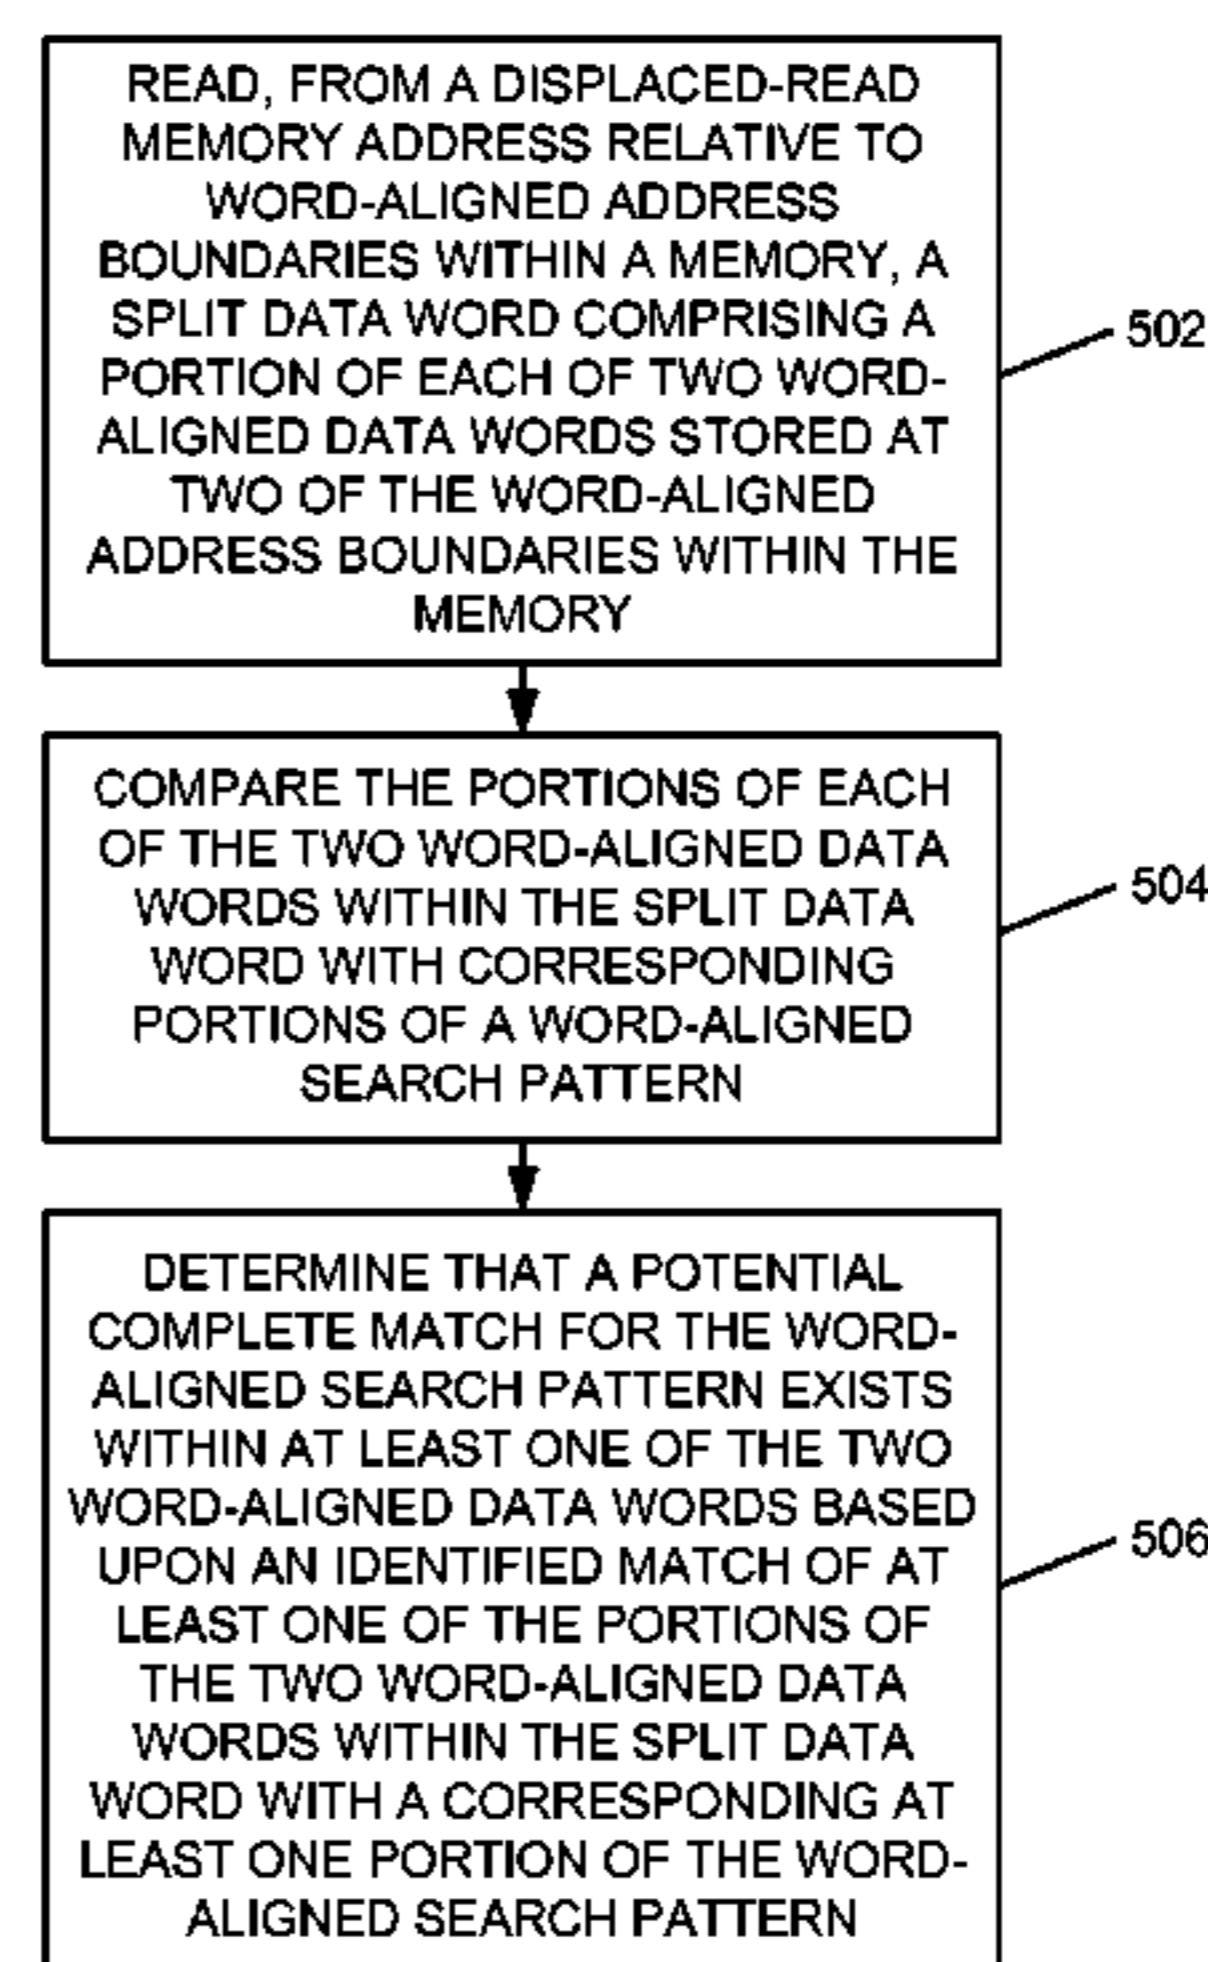 READ, FROM A DISPLACED-READ
MEMORY ADDRESS RELATIVE TO
WORD-ALIGNED ADDRESS
BOUNDARIES WITHIN A MEMORY, A
SPLIT DATA WORD COMPRISING A
PORTION OF EACH OF TWO WORD-
ALIGNED DATA WORDS STORED AT
TWO OF THE WORD-ALIGNED
ADDRESS BOUNDARIES WITHIN THE
MEMORY
502
COMPARE THE PORTIONS OF EACH
OF THE TWO WORD-ALIGNED DATA
WORDS WITHIN THE SPLIT DATA
WORD WITH CORRESPONDING
PORTIONS OF A WORD-ALIGNED
SEARCH PATTERN
504
DETERMINE THAT A POTENTIAL
COMPLETE MATCH FOR THE WORD-
ALIGNED SEARCH PATTERN EXISTS
WITHIN AT LEAST ONE OF THE TWO
WORD-ALIGNED DATA WORDS BASED
UPON AN IDENTIFIED MATCH OF AT
LEAST ONE OF THE PORTIONS OF
THE TWO WORD-ALIGNED DATA
WORDS WITHIN THE SPLIT DATA
WORD WITH A CORRESPONDING AT
LEAST ONE PORTION OF THE WORD-
ALIGNED SEARCH PATTERN
506